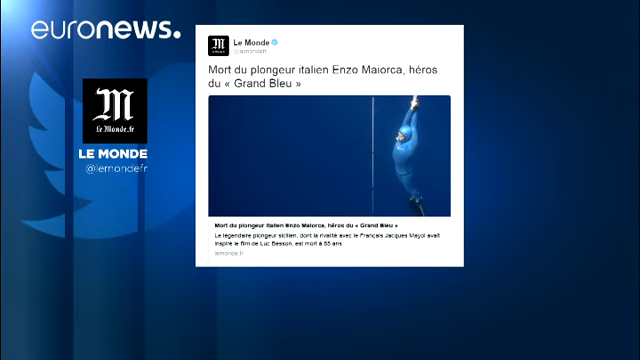 euronews.
Le Monde
@lemondefr
Mort du plongeur italien Enzo Maiorca, héros
du « Grand Bleu »
M
Le Monde.fr
LE MONDE
@lemondefr
Mort du plongeur italien Enzo Maiorca, héros du « Grand Bleu »
Le légendaire plongeur sicilien, dont la rivalité avec le Français Jacques Mayol avait
inspiré le film de Luc Besson, est mort à 85 ans
lemonde.fr